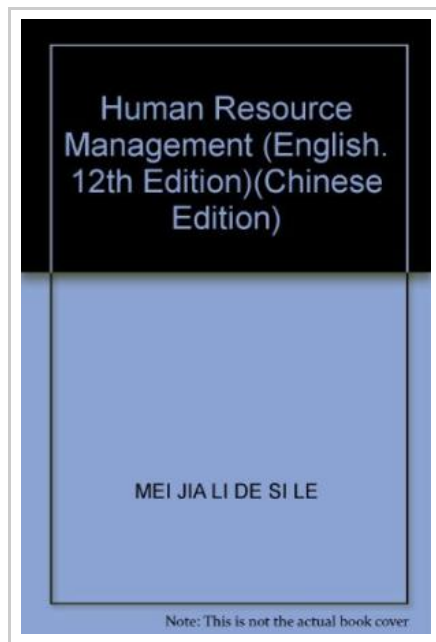 Human Resource
Management (English.
12th Edition)(Chinese
Edition)
MEI JIA LI DE SI LE
Note: This is not the actual book cover